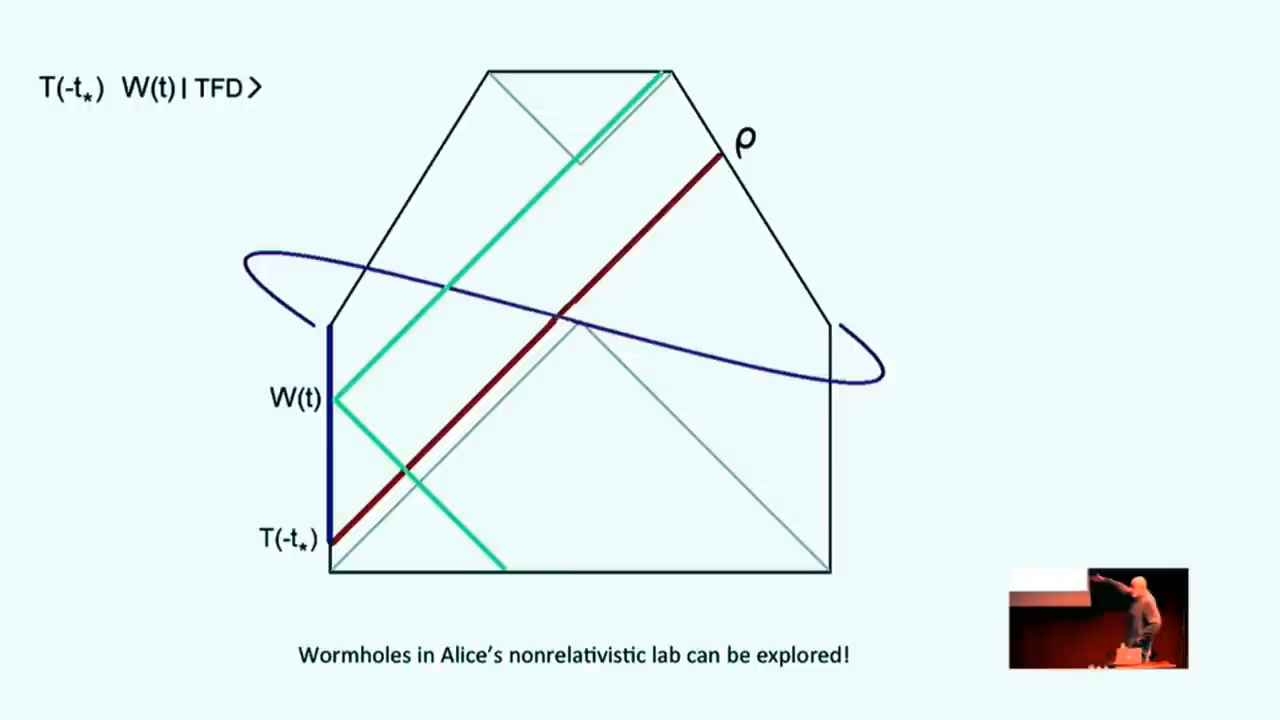 T(-t⋆) W(t)| TFD >
ρ
W(t)
T(-t⋆)
Wormholes in Alice's nonrelativistic lab can be explored!